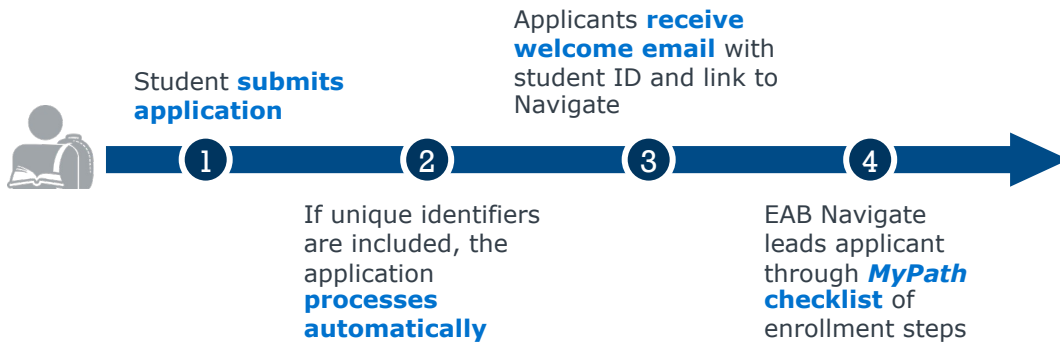 Student submits
application
1
If unique identifiers
are included, the
application
processes
automatically
2
Applicants receive
welcome email with
student ID and link to
Navigate
3
EAB Navigate
leads applicant
through MyPath
checklist of
enrollment steps
4